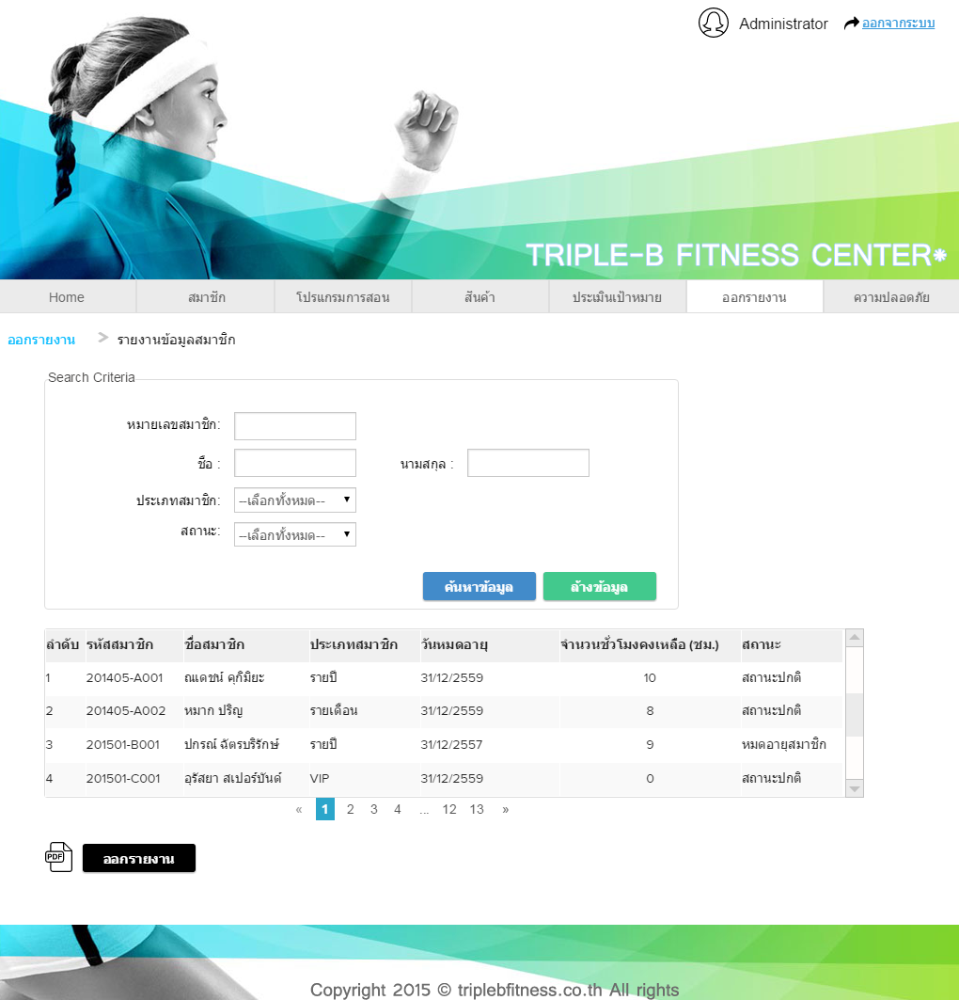 Administrator ออกจากระบบ
TRIPLE-B FITNESS CENTER*
Home สมาชิก โปรแกรมการสอน สินค้า ประเมินเป้าหมาย ออกรายงาน ความปลอดภัย
ออกรายงาน > รายงานข้อมูลสมาชิก
Search Criteria
หมายเลขสมาชิก:
ชื่อ : นามสกุล :
ประเภทสมาชิก: --เลือกทั้งหมด--
สถานะ: --เลือกทั้งหมด--
ค้นหาข้อมูล ล้างข้อมูล
ลำดับ รหัสสมาชิก ชื่อสมาชิก ประเภทสมาชิก วันหมดอายุ จำนวนชั่วโมงคงเหลือ (ชม.) สถานะ
1 201405-A001 ณเดชน์ คุกิมิยะ รายปี 31/12/2559 10 สถานะปกติ
2 201405-A002 หมาก ปริญ รายเดือน 31/12/2559 8 สถานะปกติ
3 201501-B001 ปกรณ์ ฉัตรบริรักษ์ รายปี 31/12/2557 9 หมดอายุสมาชิก
4 201501-C001 อุรัสยา สเปอร์บันด์ VIP 31/12/2559 0 สถานะปกติ
« 1 2 3 4 ... 12 13 »
PDF ออกรายงาน
Copyright 2015 © triplebfitness.co.th All rights